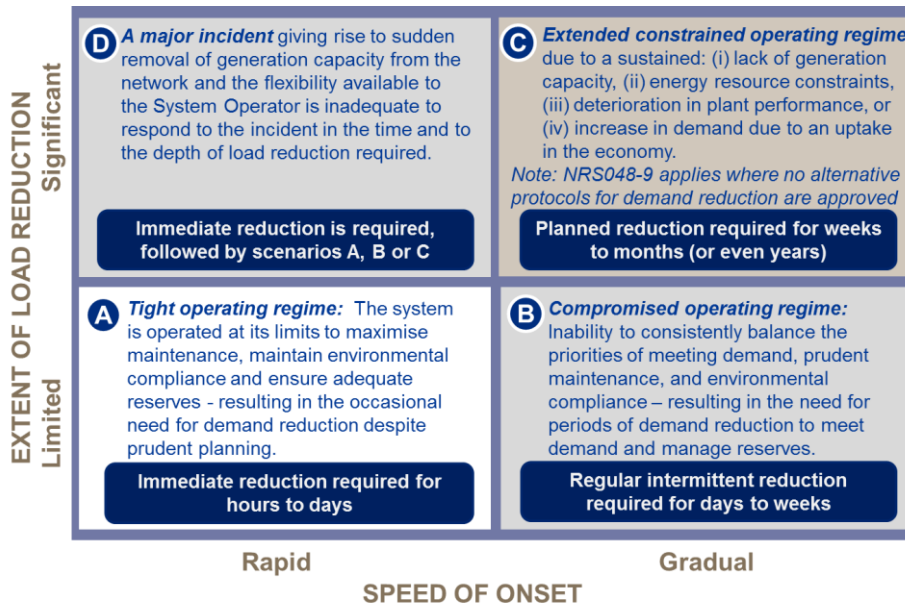 EXTENT OF LOAD REDUCTION
Significant
Limited
D
A major incident giving rise to sudden
removal of generation capacity from the
network and the flexibility available to
the System Operator is inadequate to
respond to the incident in the time and to
the depth of load reduction required.
Immediate reduction is required,
followed by scenarios A, B or C
C
Extended constrained operating regime
due to a sustained: (i) lack of generation
capacity, (ii) energy resource constraints,
(iii) deterioration in plant performance, or
(iv) increase in demand due to an uptake
in the economy.
Note: NRS048-9 applies where no alternative
protocols for demand reduction are approved
Planned reduction required for weeks
to months (or even years)
A
Tight operating regime: The system
is operated at its limits to maximise
maintenance, maintain environmental
compliance and ensure adequate
reserves - resulting in the occasional
need for demand reduction despite
prudent planning.
Immediate reduction required for
hours to days
B
Compromised operating regime:
Inability to consistently balance the
priorities of meeting demand, prudent
maintenance, and environmental
compliance – resulting in the need for
periods of demand reduction to meet
demand and manage reserves.
Regular intermittent reduction
required for days to weeks
Rapid
Gradual
SPEED OF ONSET